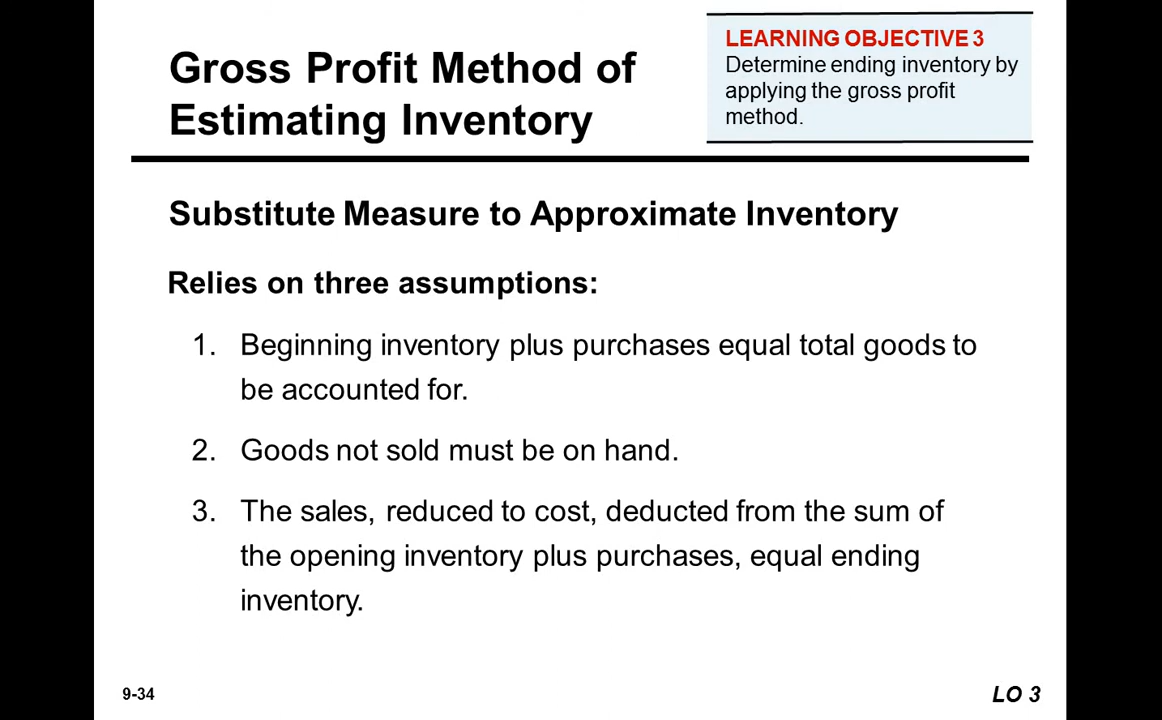 Gross Profit Method of
Estimating Inventory
LEARNING OBJECTIVE 3
Determine ending inventory by
applying the gross profit
method.
Substitute Measure to Approximate Inventory
Relies on three assumptions:
1. Beginning inventory plus purchases equal total goods to
be accounted for.
2. Goods not sold must be on hand.
3. The sales, reduced to cost, deducted from the sum of
the opening inventory plus purchases, equal ending
inventory.
9-34
LO 3